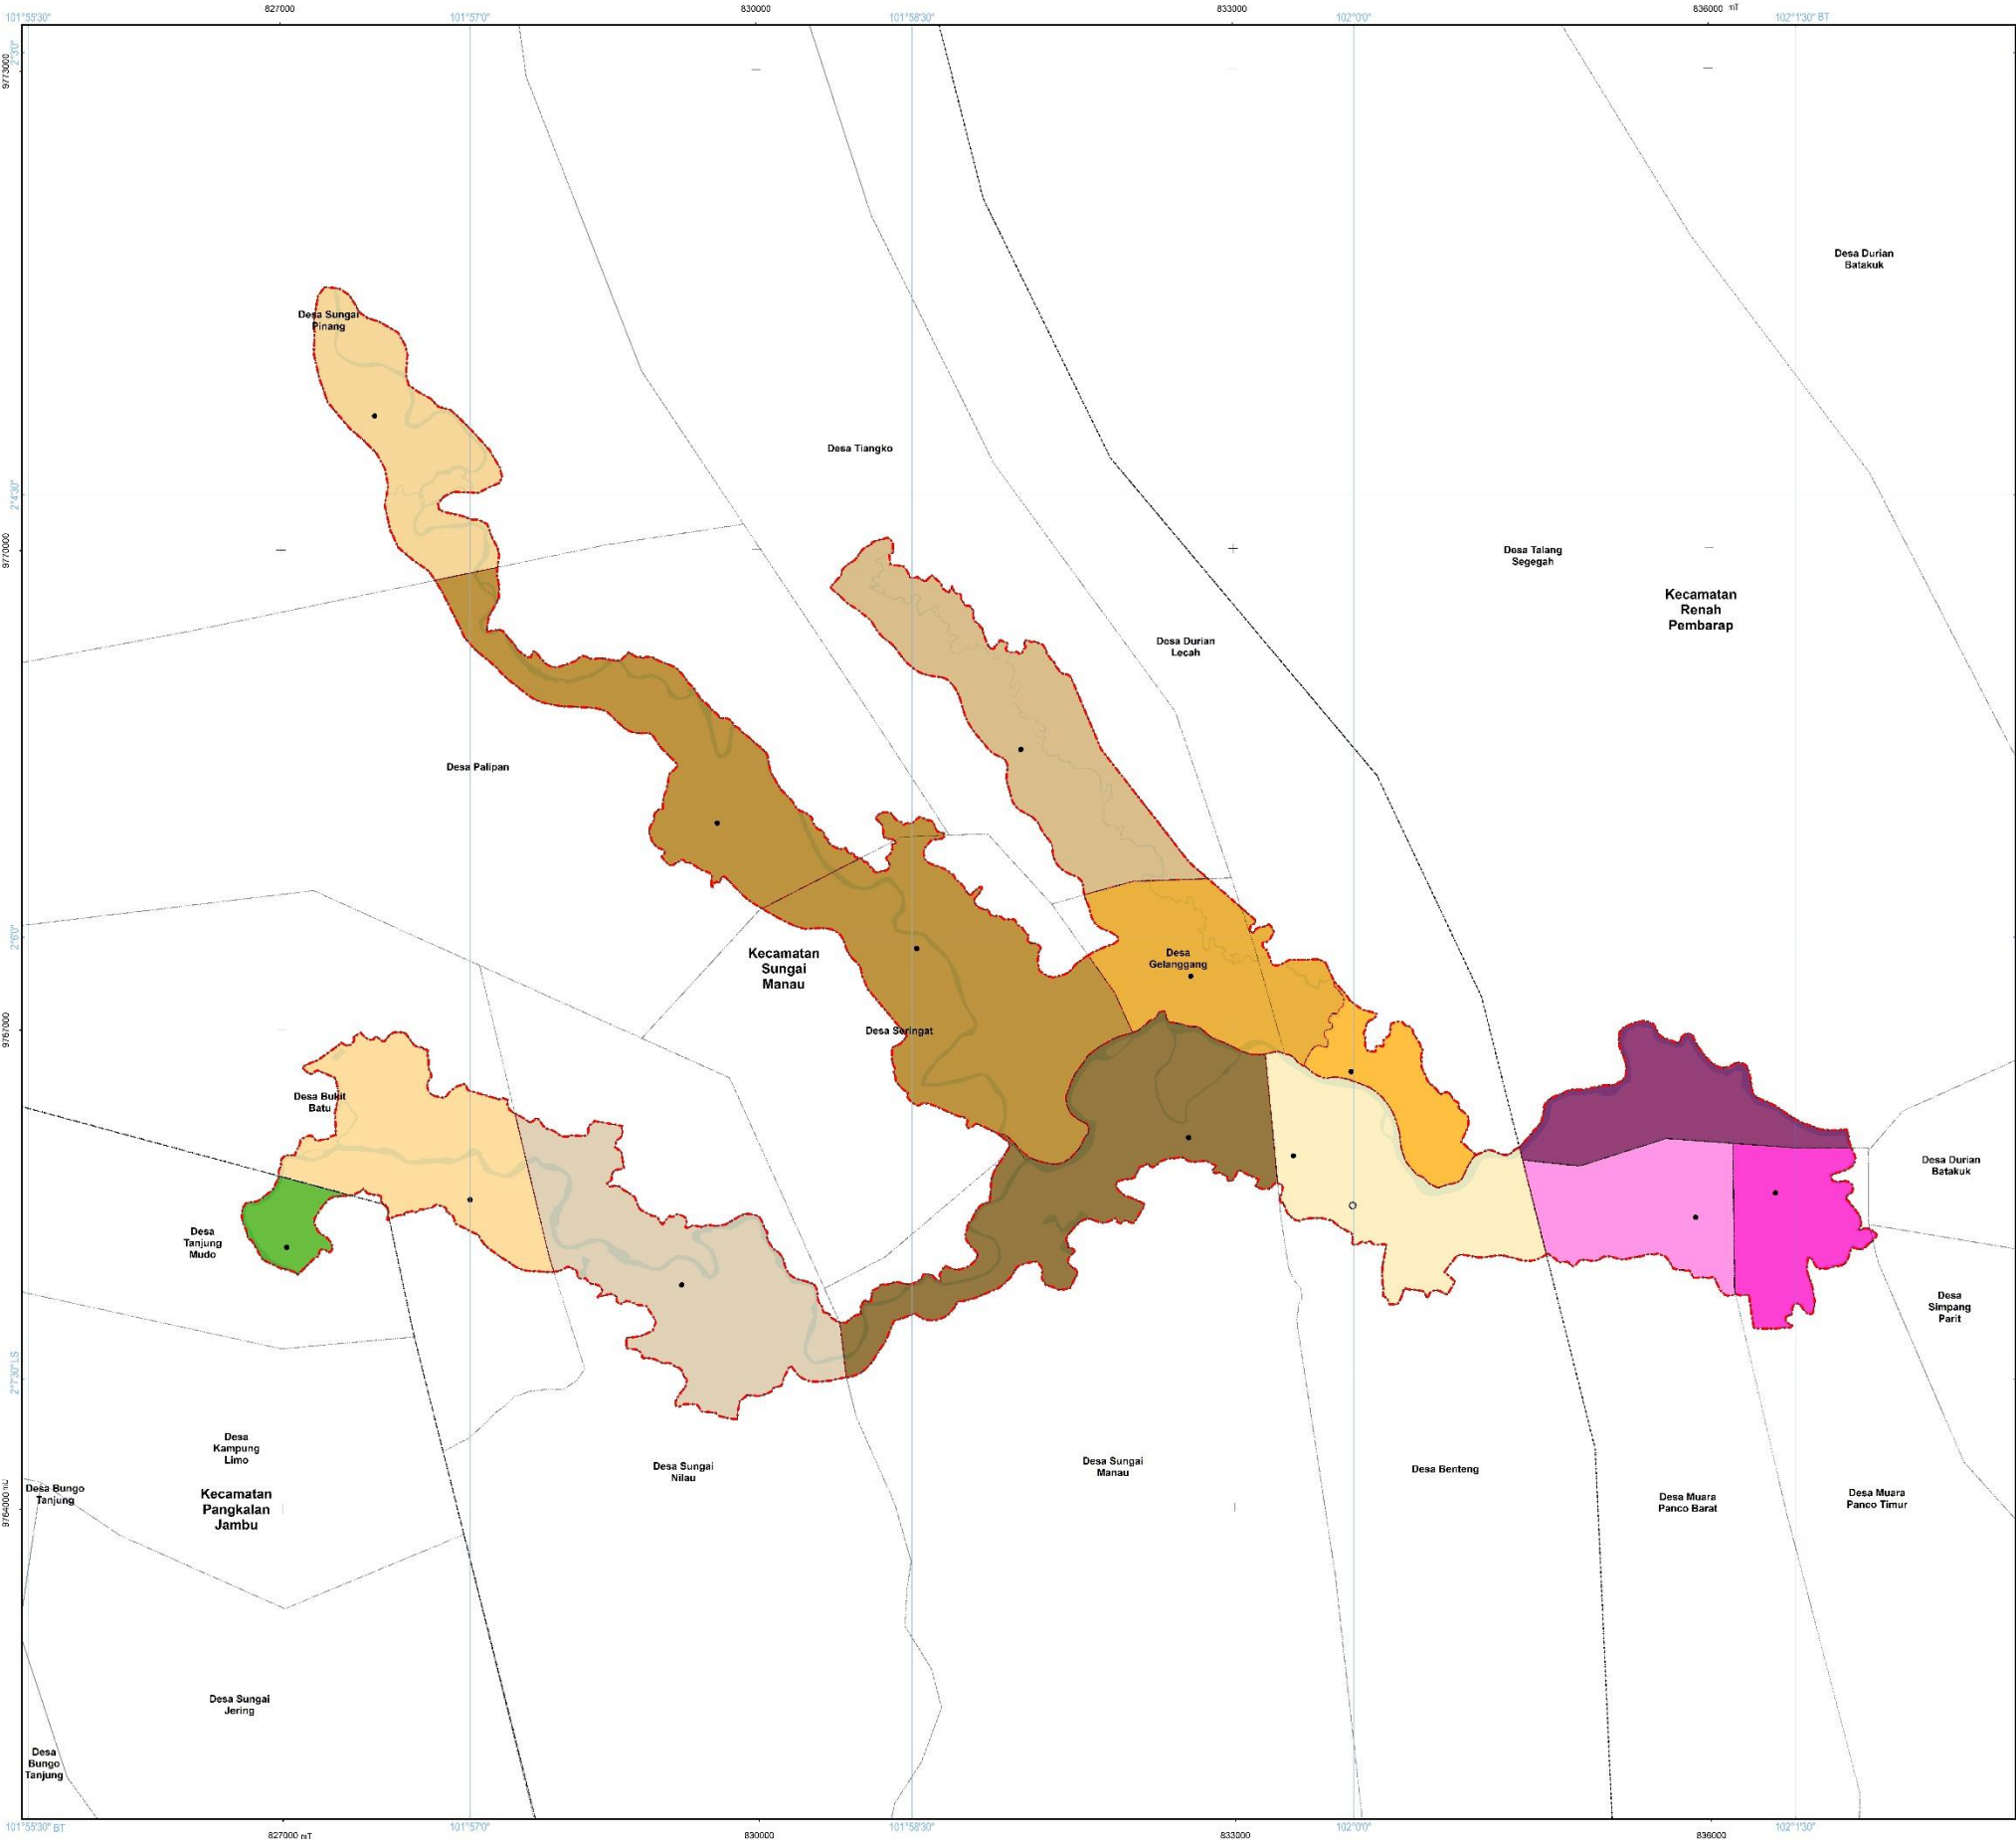 827000
830000
833000
836000 mT
101°55'30"
101°57'0"
101°58'30"
102°0'0"
102°1'30" BT
9773000
2°3'0"
Desa Durian
Batakuk
Desa Sungai
Pinang
Desa Tiangko
2°4'30"
9770000
Desa Talang
Segegah
Kecamatan
Renah
Pembarap
Desa Durian
Lecah
Desa Palipan
2°6'0"
Kecamatan
Sungai
Manau
Desa
Gelanggang
9767000
Desa Seringat
Desa Bukit
Batu
Desa Durian
Batakuk
Desa
Tanjung
Mudo
Desa
Simpang
Parit
2°7'30" LS
Desa
Kampung
Limo
Desa Sungai
Nilau
Desa Sungai
Manau
Desa Benteng
Desa Bungo
Tanjung
Kecamatan
Pangkalan
Jambu
Desa Muara
Panco Barat
Desa Muara
Panco Timur
9764000 mU
Desa Sungai
Jering
Desa
Bungo
Tanjung
101°55'30" BT
101°57'0"
101°58'30"
102°0'0"
102°1'30"
827000 mT
830000
833000
836000